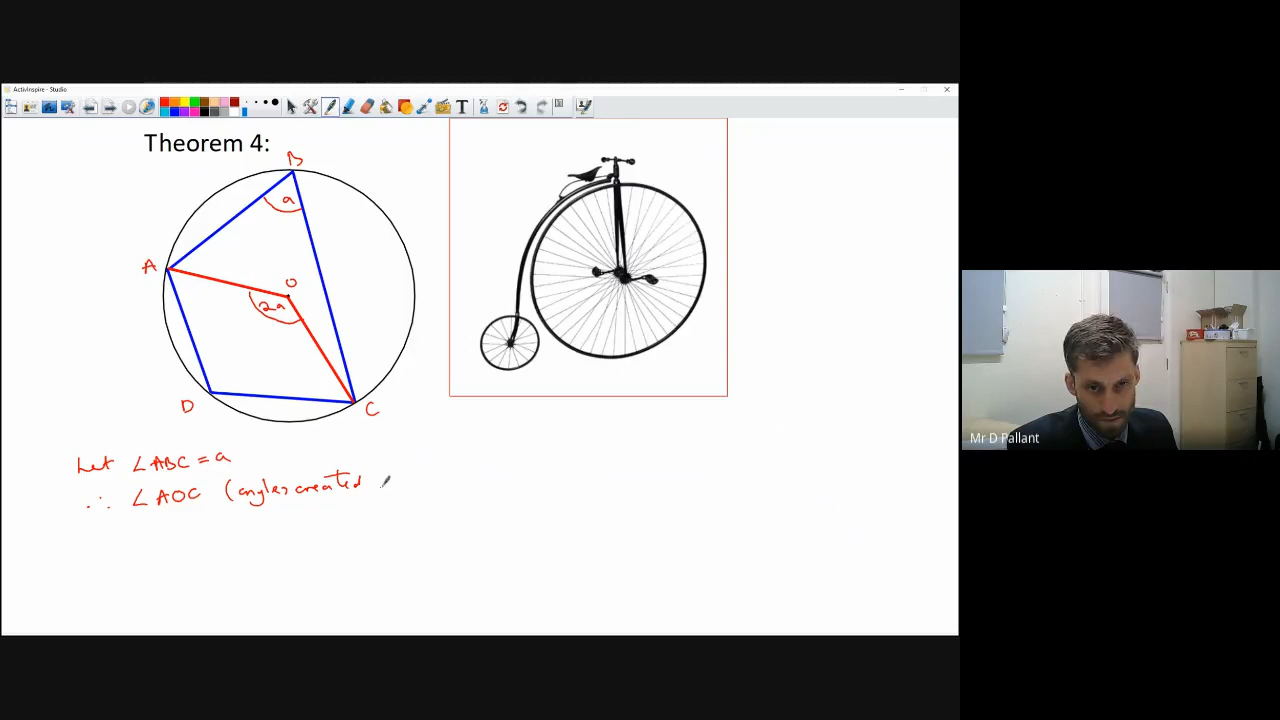 ActivInspire - Studio
Theorem 4:
B
a
A
O
2a
D
C
Let ∠ABC = a
∴ ∠AOC (angles created
Mr D Pallant